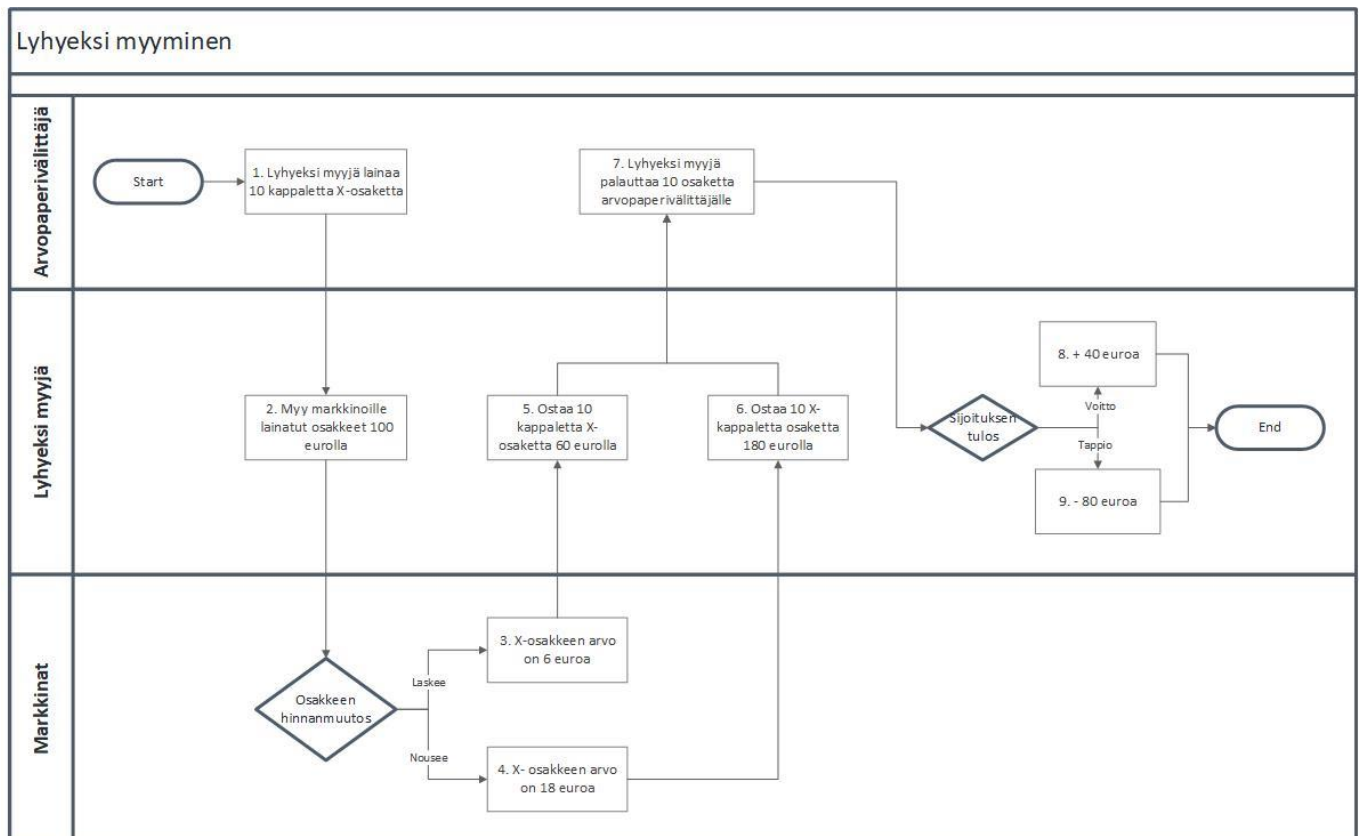 Lyhyeksi myyminen
Arvopaperivälittäjä
Start
1. Lyhyeksi myyjä lainaa
10 kappaletta X-osaketta
7. Lyhyeksi myyjä
palauttaa 10 osaketta
arvopaperivälittäjälle
Lyhyeksi myyjä
2. Myy markkinoille
lainatut osakkeet 100
eurolla
5. Ostaa 10
kappaletta X-
osaketta 60 eurolla
6. Ostaa 10 X-
kappaletta osaketta
180 eurolla
Sijoituksen
tulos
8. + 40 euroa
Voitto
Tappio
9. - 80 euroa
End
Markkinat
Osakkeen
hinnanmuutos
Laskee
Nousee
3. X-osakkeen arvo
on 6 euroa
4. X- osakkeen arvo
on 18 euroa